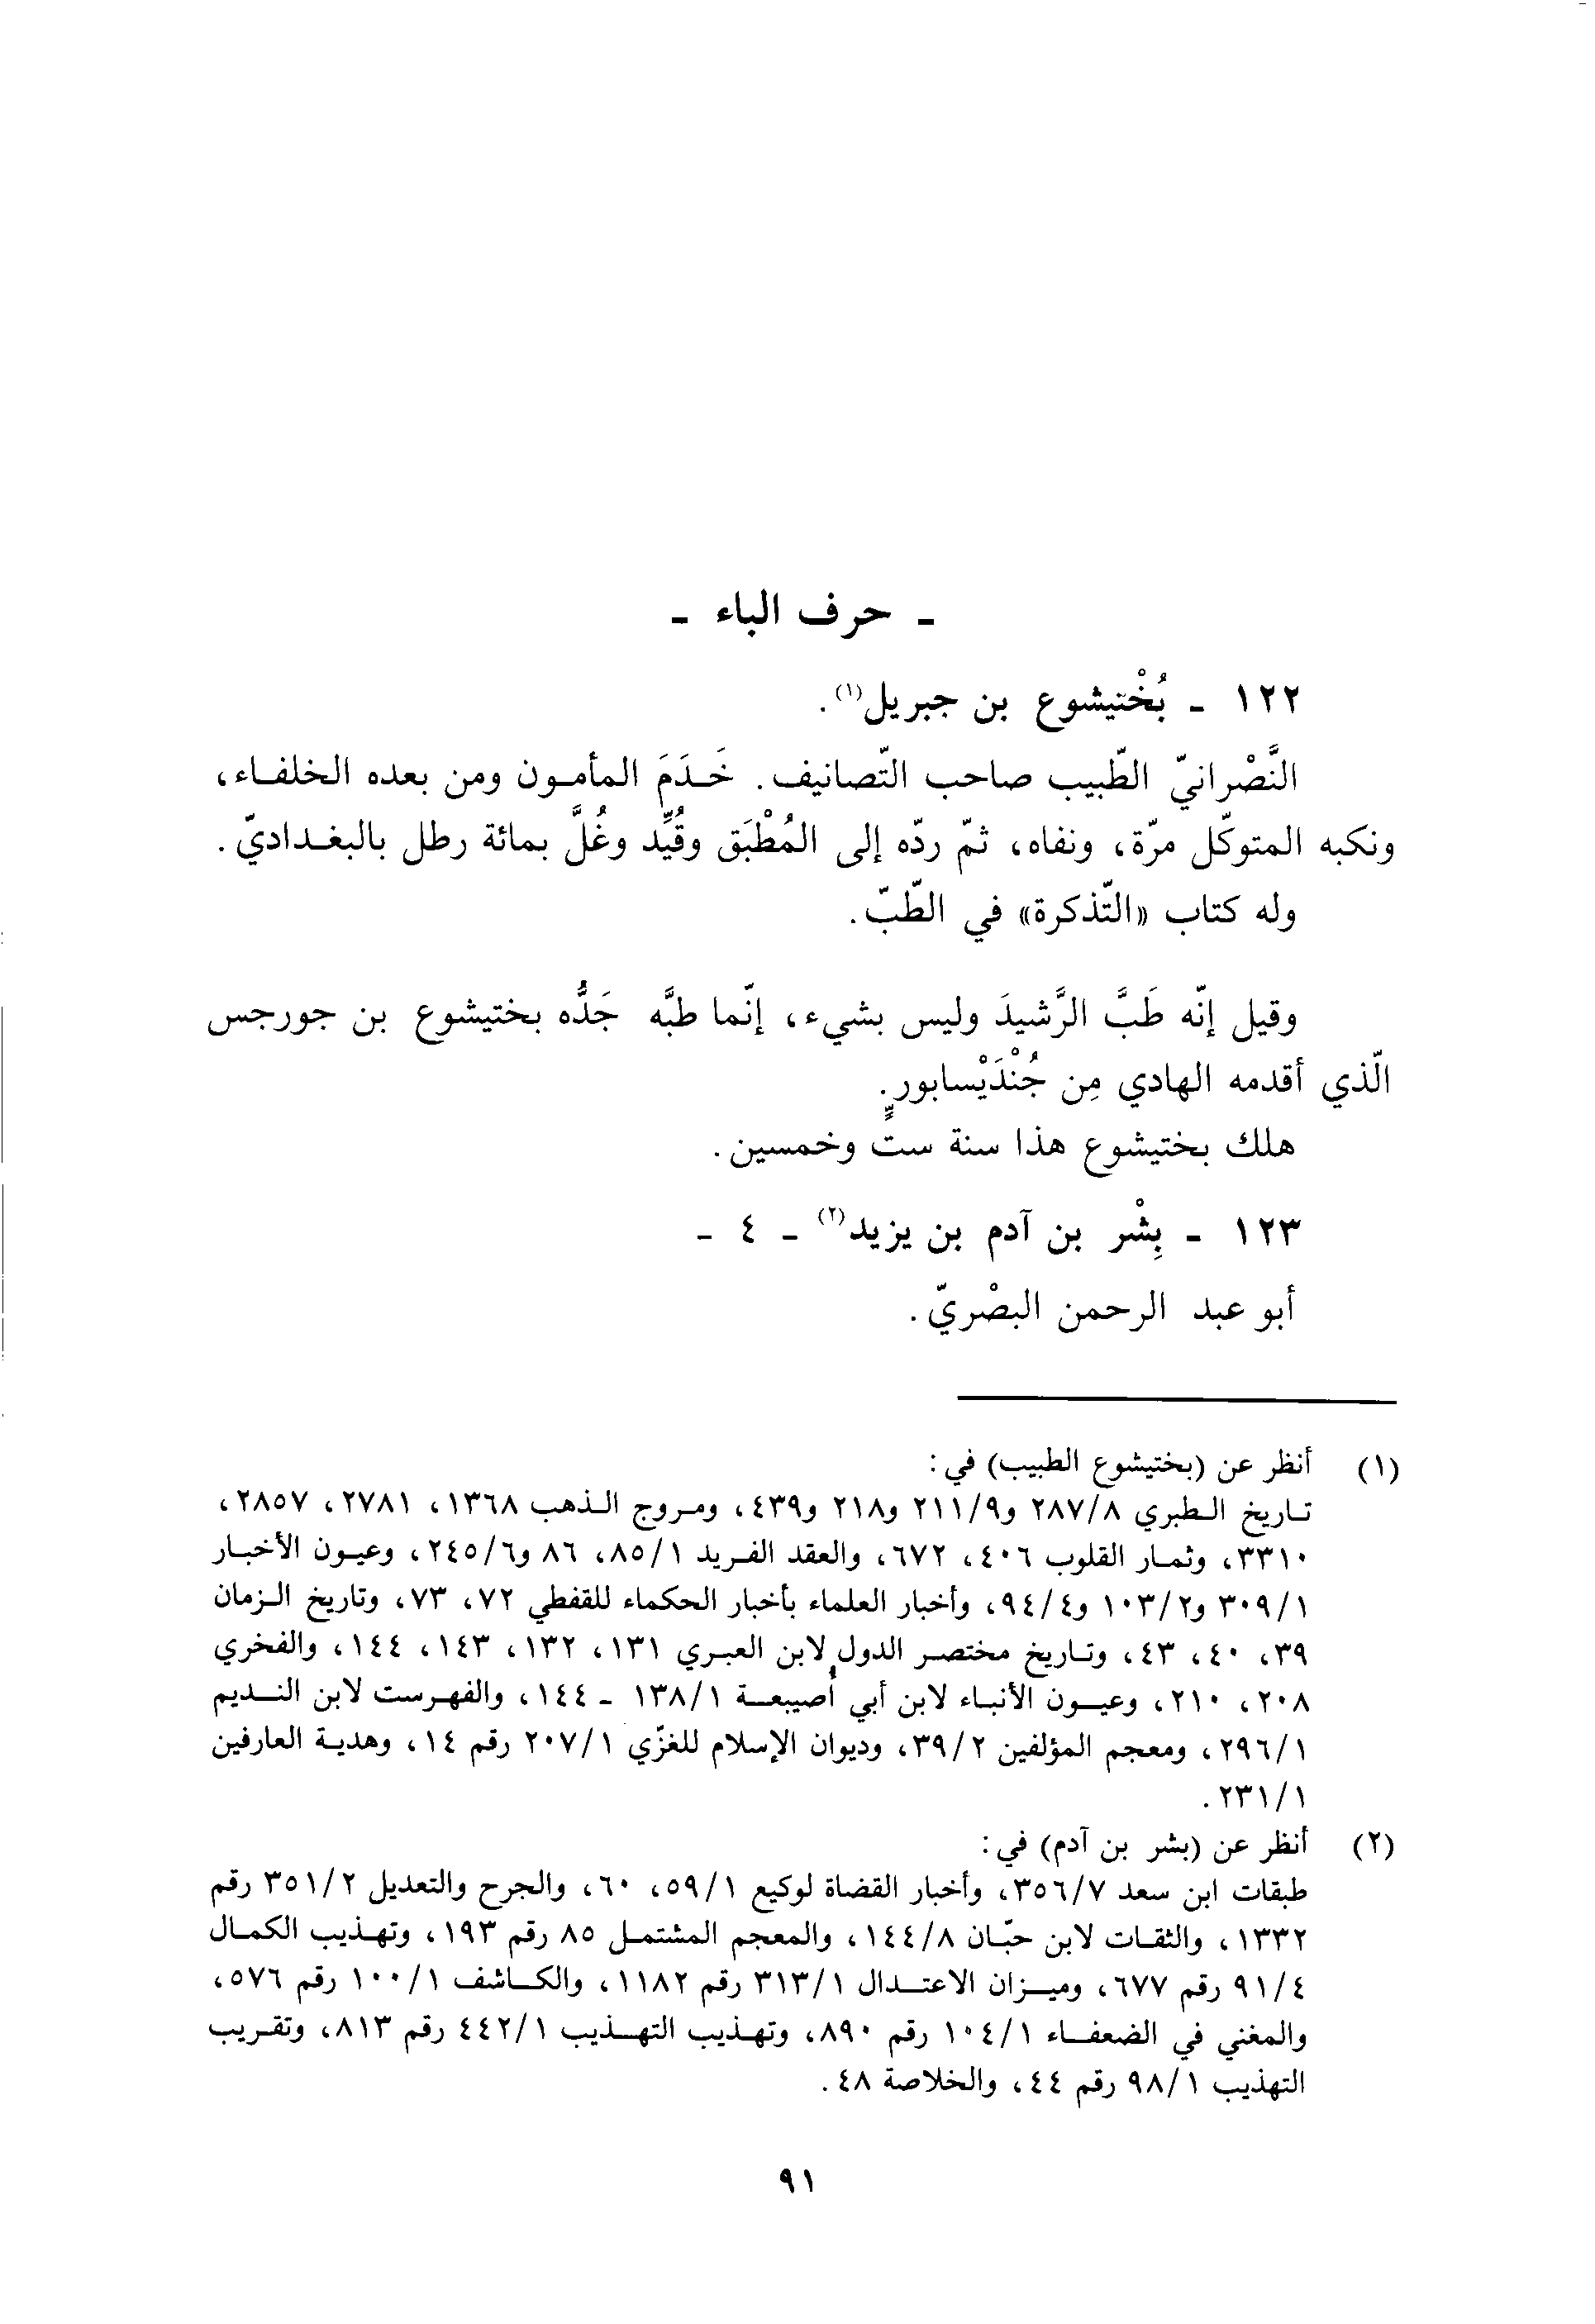 - حرف الباء -
١٢٢ - بُخْتيشوع بن جبريل(١).
النَّصْرانيّ الطّبيب صاحب التّصانيف. خَدَمَ المأمون ومن بعده الخلفاء،
ونكبه المتوكّل مرّة، ونفاه، ثمّ ردّه إلى المُطْبَق وقُيِّد وغُلَّ بمائة رطل بالبغداديّ.
وله كتاب «التّذكرة» في الطّبّ.
وقيل إنّه طَبَّ الرَّشيدَ وليس بشيء، إنّما طبَّه جَدُّه بختيشوع بن جورجس
الّذي أقدمه الهادي مِن جُنْدَيْسابور.
هلك بختيشوع هذا سنة ستٍّ وخمسين.
١٢٣ - بِشْر بن آدم بن يزيد(٢) - ٤ -
أبو عبد الرحمن البصْريّ.
(١) أنظر عن (بختيشوع الطبيب) في:
تاريخ الطبري ٢٨٧/٨ و٢١١/٩ و٢١٨ و٤٣٩، ومروج الذهب ١٣٦٨، ٢٧٨١، ٢٨٥٧،
٣٣١٠، وثمار القلوب ٤٠٦، ٦٧٢، والعقد الفريد ٨٥/١، ٨٦ و٢٤٥/٦، وعيون الأخبار
٣٠٩/١ و١٠٣/٢ و٩٤/٤، وأخبار العلماء بأخبار الحكماء للقفطي ٧٢، ٧٣، وتاريخ الزمان
٣٩، ٤٠، ٤٣، وتاريخ مختصر الدول لابن العبري ١٣١، ١٣٢، ١٤٣، ١٤٤، والفخري
٢٠٨، ٢١٠، وعيون الأنباء لابن أبي أُصيبعة ١٣٨/١ - ١٤٤، والفهرست لابن النديم
٢٩٦/١، ومعجم المؤلفين ٣٩/٢، وديوان الإسلام للغزّي ٢٠٧/١ رقم ١٤، وهدية العارفين
٢٣١/١.
(٢) أنظر عن (بشر بن آدم) في:
طبقات ابن سعد ٣٥٦/٧، وأخبار القضاة لوكيع ٥٩/١، ٦٠، والجرح والتعديل ٣٥١/٢ رقم
١٣٣٢، والثقات لابن حبّان ١٤٤/٨، والمعجم المشتمل ٨٥ رقم ١٩٣، وتهذيب الكمال
٩١/٤ رقم ٦٧٧، وميزان الاعتدال ٣١٣/١ رقم ١١٨٢، والكاشف ١٠٠/١ رقم ٥٧٦،
والمغني في الضعفاء ١٠٤/١ رقم ٨٩٠، وتهذيب التهذيب ٤٤٢/١ رقم ٨١٣، وتقريب
التهذيب ٩٨/١ رقم ٤٤، والخلاصة ٤٨.
٩١